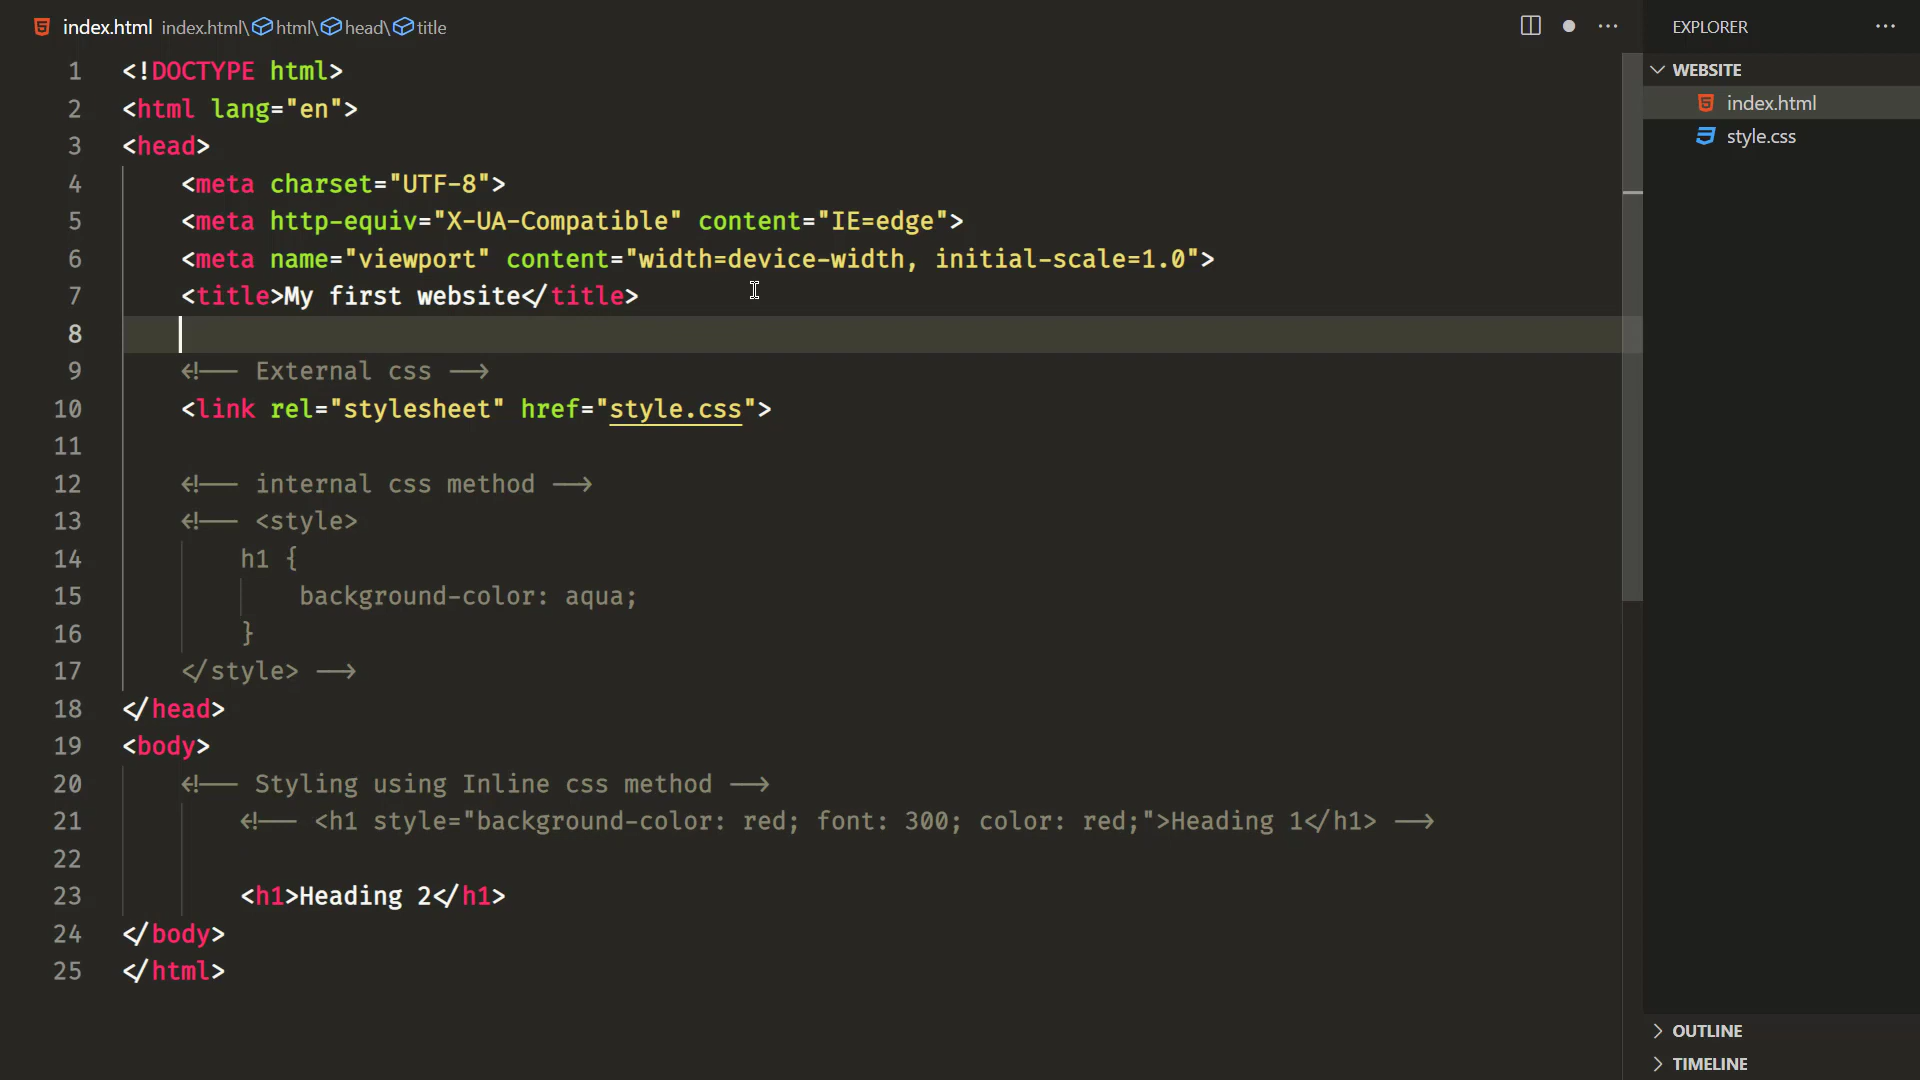 index.html index.html\html\head\title
1 <!DOCTYPE html>
2 <html lang="en">
3 <head>
4     <meta charset="UTF-8">
5     <meta http-equiv="X-UA-Compatible" content="IE=edge">
6     <meta name="viewport" content="width=device-width, initial-scale=1.0">
7     <title>My first website</title>
8
9     <!-- External css -->
10     <link rel="stylesheet" href="style.css">
11
12     <!-- internal css method -->
13     <!-- <style>
14         h1 {
15             background-color: aqua;
16         }
17     </style> -->
18 </head>
19 <body>
20     <!-- Styling using Inline css method -->
21         <!-- <h1 style="background-color: red; font: 300; color: red;">Heading 1</h1> -->
22
23         <h1>Heading 2</h1>
24 </body>
25 </html>
EXPLORER
WEBSITE
index.html
style.css
OUTLINE
TIMELINE